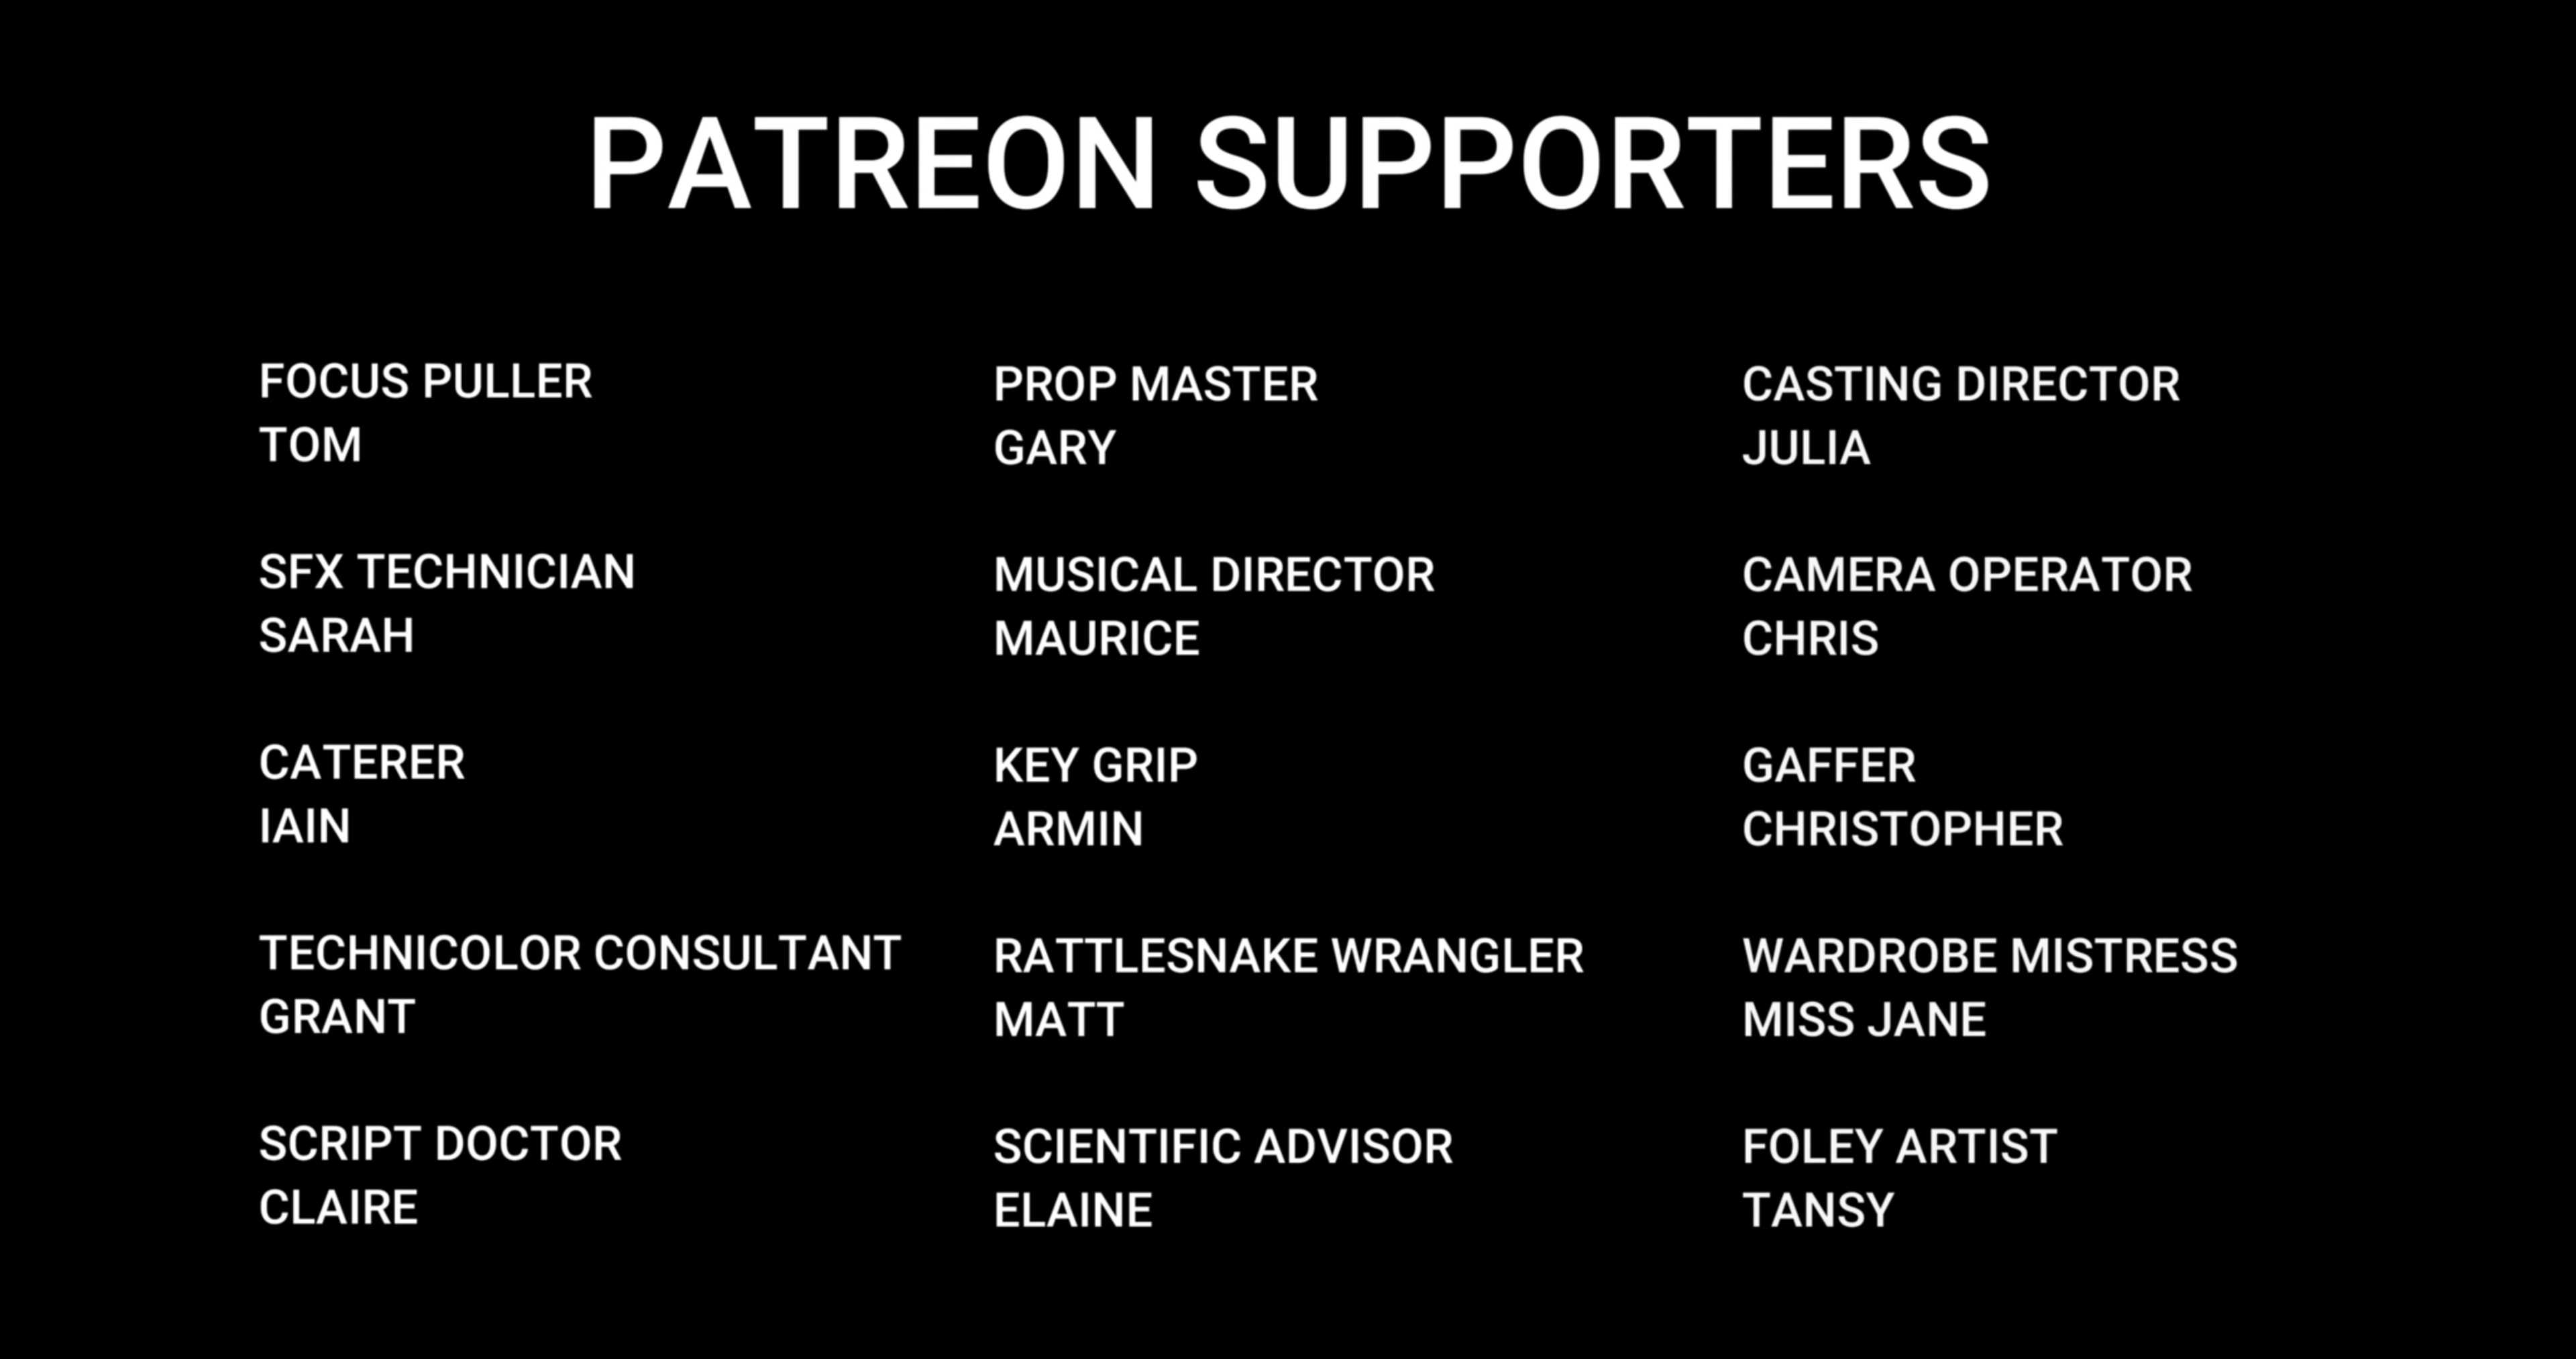 PATREON SUPPORTERS
FOCUS PULLER
TOM
SFX TECHNICIAN
SARAH
CATERER
IAIN
TECHNICOLOR CONSULTANT
GRANT
SCRIPT DOCTOR
CLAIRE
PROP MASTER
GARY
MUSICAL DIRECTOR
MAURICE
KEY GRIP
ARMIN
RATTLESNAKE WRANGLER
MATT
SCIENTIFIC ADVISOR
ELAINE
CASTING DIRECTOR
JULIA
CAMERA OPERATOR
CHRIS
GAFFER
CHRISTOPHER
WARDROBE MISTRESS
MISS JANE
FOLEY ARTIST
TANSY